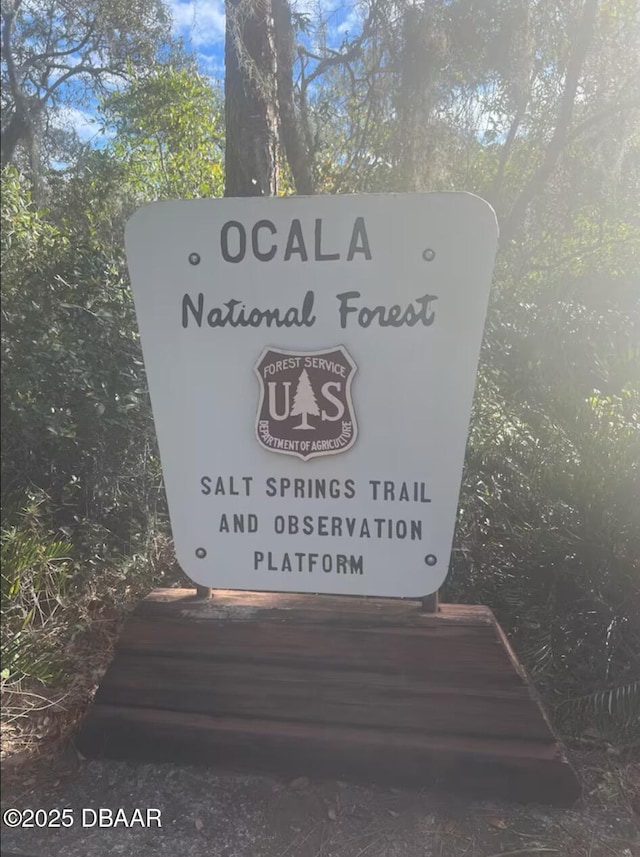 OCALA
National Forest
FOREST SERVICE
US
DEPARTMENT OF AGRICULTURE
SALT SPRINGS TRAIL
AND OBSERVATION
PLATFORM
©2025 DBAAR